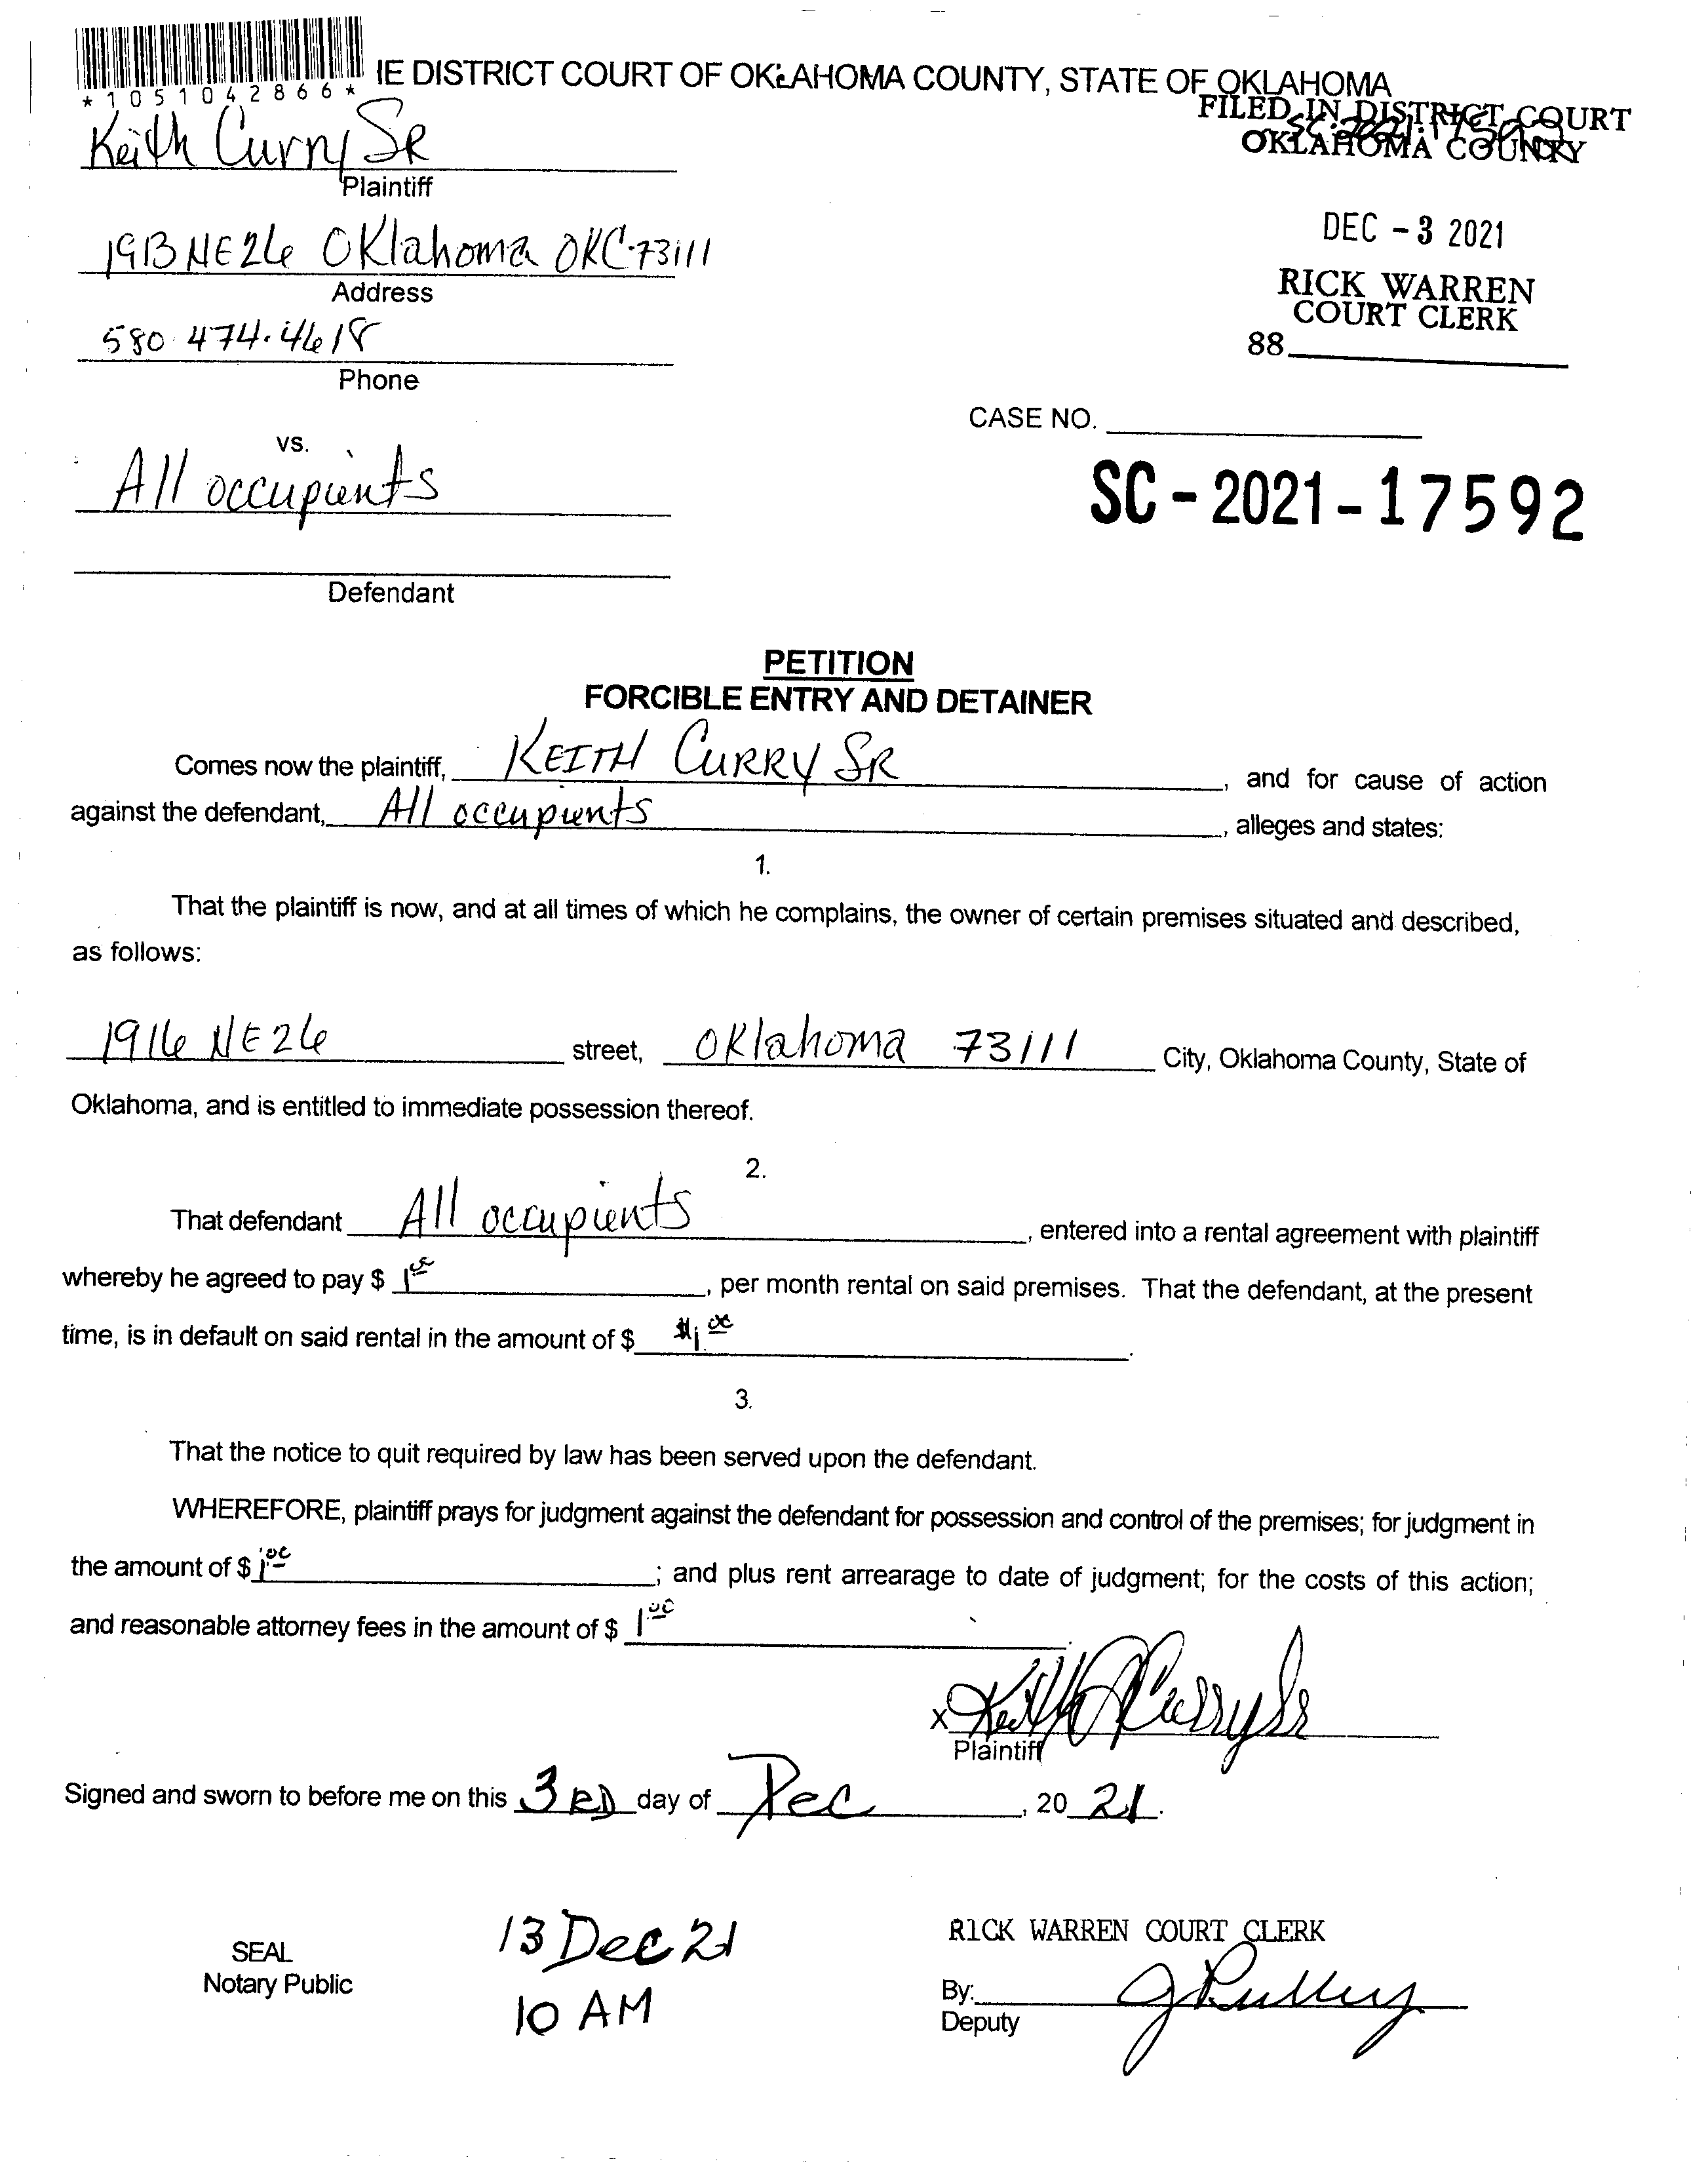 *1051042866*
IE DISTRICT COURT OF OKLAHOMA COUNTY, STATE OF OKLAHOMA
FILED IN DISTRICT COURT
OKLAHOMA COUNTY
Keith Curry SR
Plaintiff
1913 NE 26 OKlahoma OKC. 73111
Address
DEC - 3 2021
RICK WARREN
COURT CLERK
88
580 474.4618
Phone
CASE NO.
vs.
All occupients
SC-2021-17592
Defendant
PETITION
FORCIBLE ENTRY AND DETAINER
Comes now the plaintiff, KEITH CURRY SR, and for cause of action
against the defendant, All occupients, alleges and states:
1.
That the plaintiff is now, and at all times of which he complains, the owner of certain premises situated and described,
as follows:
1916 NE 26 street, OKlahoma 73111 City, Oklahoma County, State of
Oklahoma, and is entitled to immediate possession thereof.
2.
That defendant All occupients, entered into a rental agreement with plaintiff
whereby he agreed to pay $ 1, per month rental on said premises. That the defendant, at the present
time, is in default on said rental in the amount of $ $1.00.
3.
That the notice to quit required by law has been served upon the defendant.
WHEREFORE, plaintiff prays for judgment against the defendant for possession and control of the premises; for judgment in
the amount of $ 1.00; and plus rent arrearage to date of judgment; for the costs of this action;
and reasonable attorney fees in the amount of $ 1.00.
x Keith Curry Sr
Plaintiff
Signed and sworn to before me on this 3RD day of Dec, 20 21.
SEAL
Notary Public
13 Dec 21
10 AM
RICK WARREN COURT CLERK
By:
Deputy